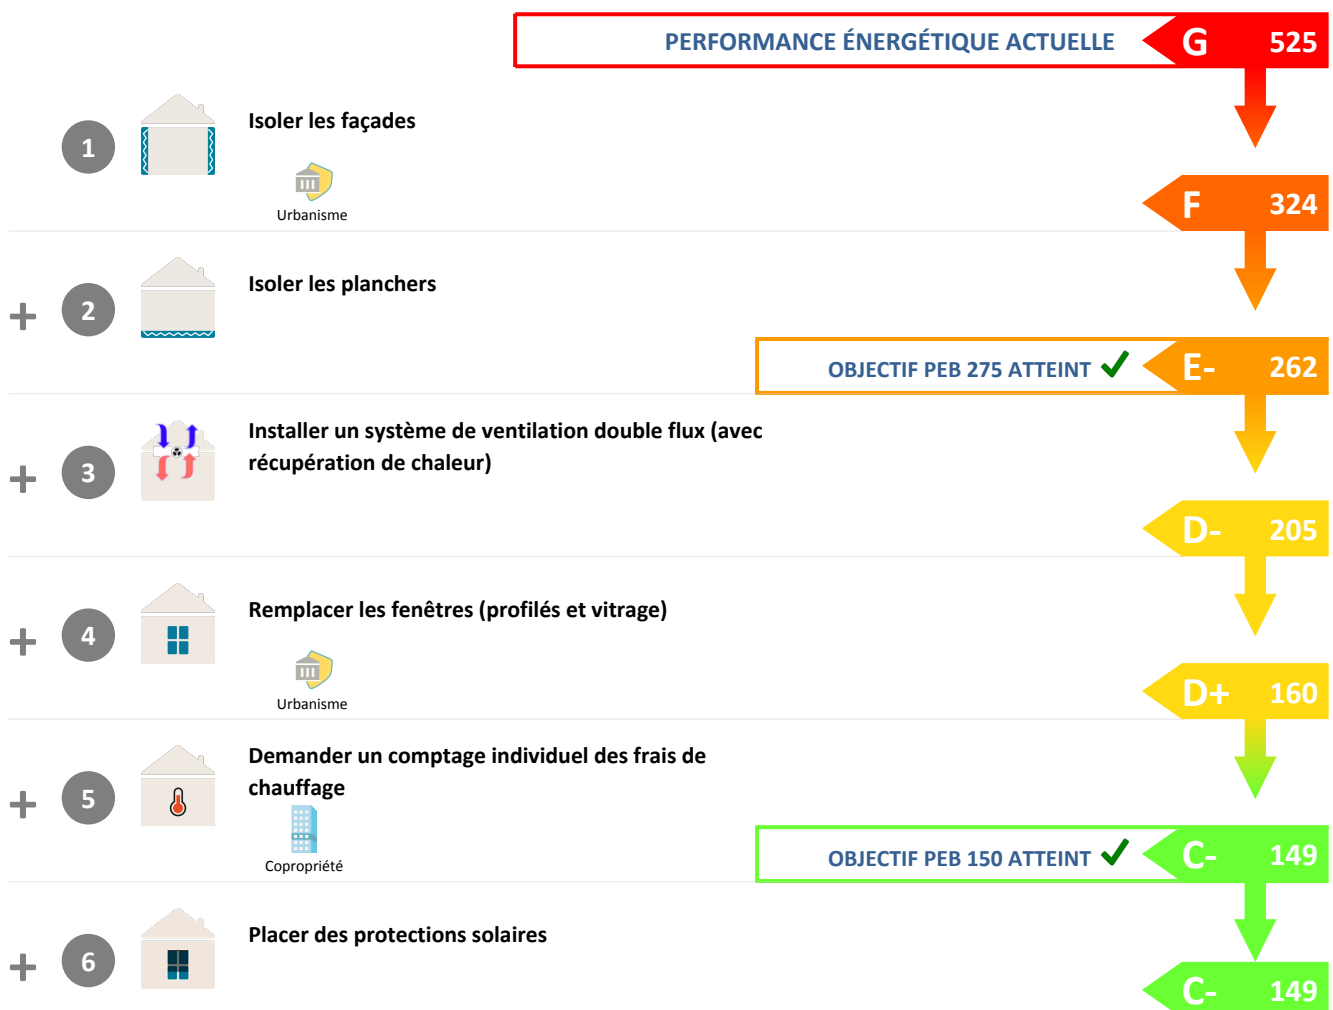 PERFORMANCE ÉNERGÉTIQUE ACTUELLE G 525
1 Isoler les façades
Urbanisme
F 324
+ 2 Isoler les planchers
OBJECTIF PEB 275 ATTEINT ✓ E- 262
+ 3 Installer un système de ventilation double flux (avec
récupération de chaleur)
D- 205
+ 4 Remplacer les fenêtres (profilés et vitrage)
Urbanisme
D+ 160
+ 5 Demander un comptage individuel des frais de
chauffage
Copropriété
OBJECTIF PEB 150 ATTEINT ✓ C- 149
+ 6 Placer des protections solaires
C- 149